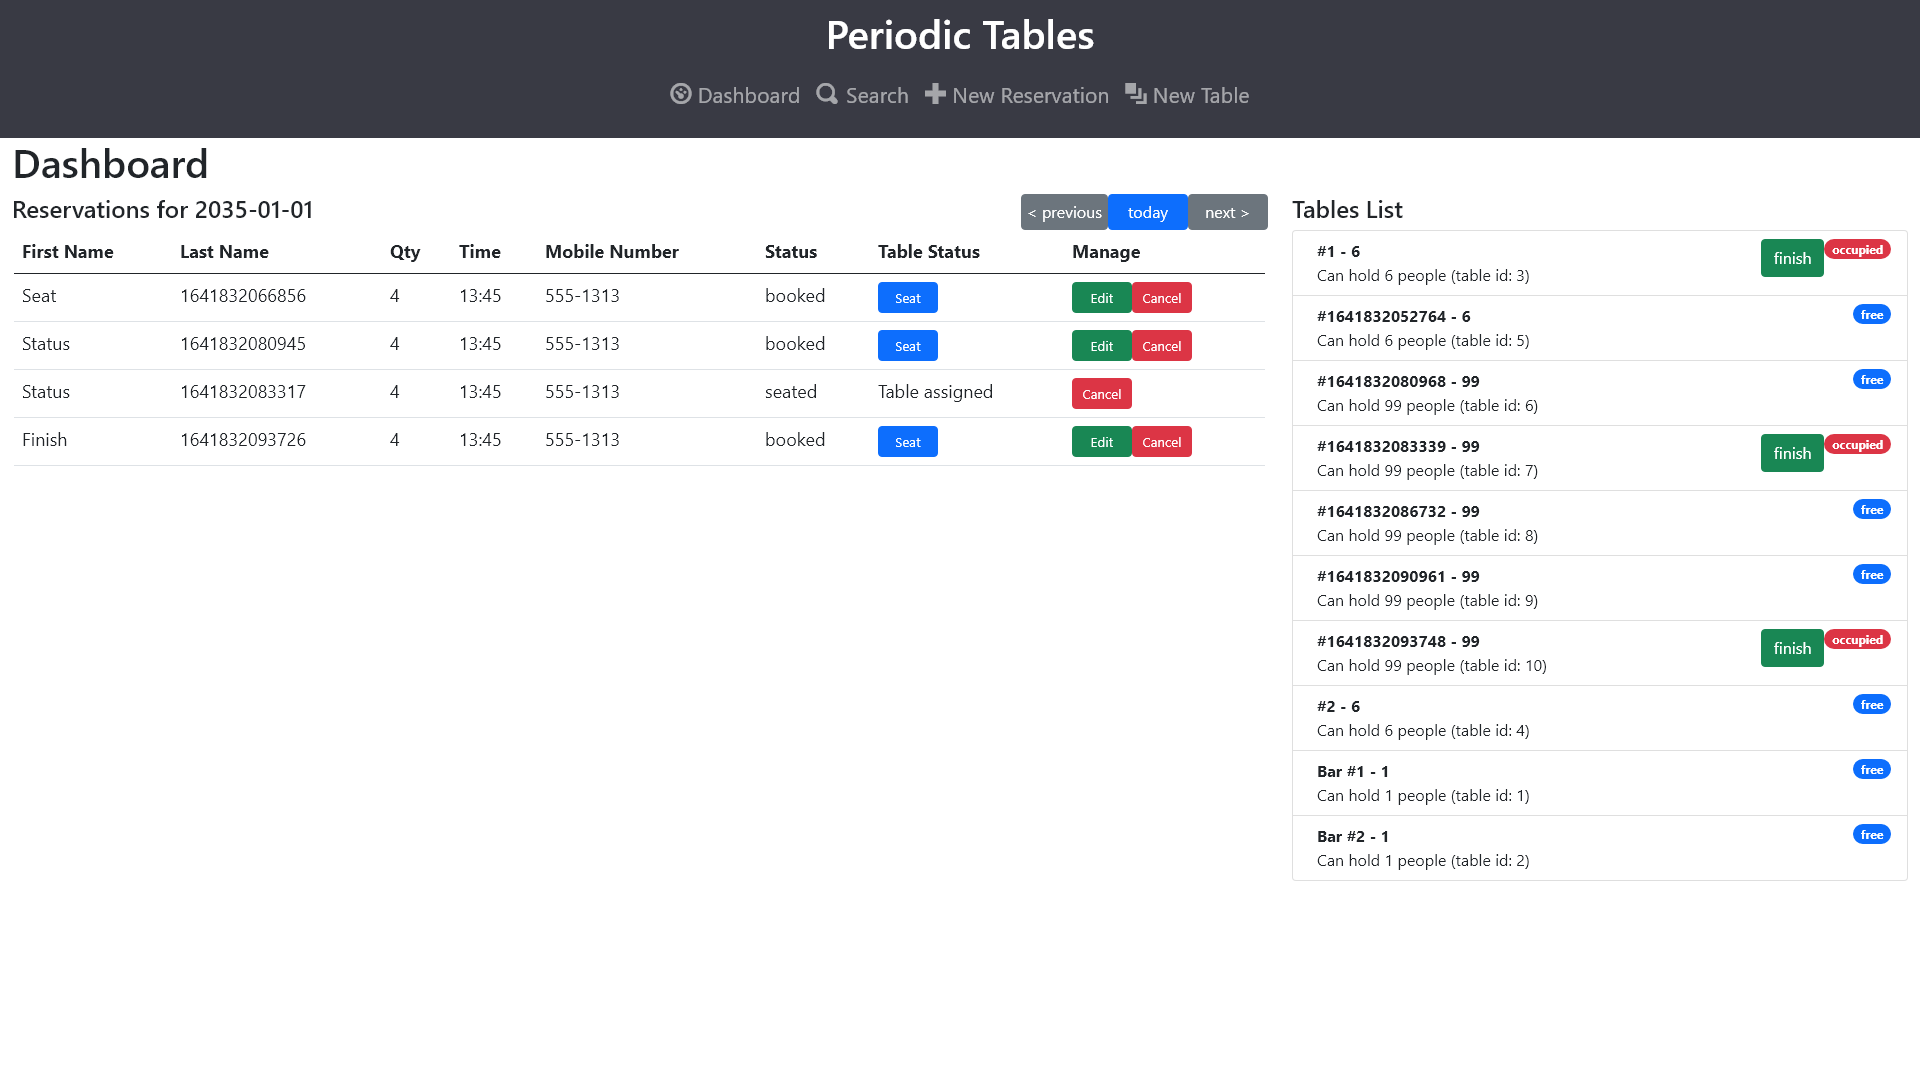 Periodic Tables
Dashboard Search New Reservation New Table
Dashboard
Reservations for 2035-01-01
< previous today next >
First Name Last Name Qty Time Mobile Number Status Table Status Manage
Seat 1641832066856 4 13:45 555-1313 booked Seat Edit Cancel
Status 1641832080945 4 13:45 555-1313 booked Seat Edit Cancel
Status 1641832083317 4 13:45 555-1313 seated Table assigned Cancel
Finish 1641832093726 4 13:45 555-1313 booked Seat Edit Cancel
Tables List
#1 - 6 finish occupied
Can hold 6 people (table id: 3)
#1641832052764 - 6 free
Can hold 6 people (table id: 5)
#1641832080968 - 99 free
Can hold 99 people (table id: 6)
#1641832083339 - 99 finish occupied
Can hold 99 people (table id: 7)
#1641832086732 - 99 free
Can hold 99 people (table id: 8)
#1641832090961 - 99 free
Can hold 99 people (table id: 9)
#1641832093748 - 99 finish occupied
Can hold 99 people (table id: 10)
#2 - 6 free
Can hold 6 people (table id: 4)
Bar #1 - 1 free
Can hold 1 people (table id: 1)
Bar #2 - 1 free
Can hold 1 people (table id: 2)